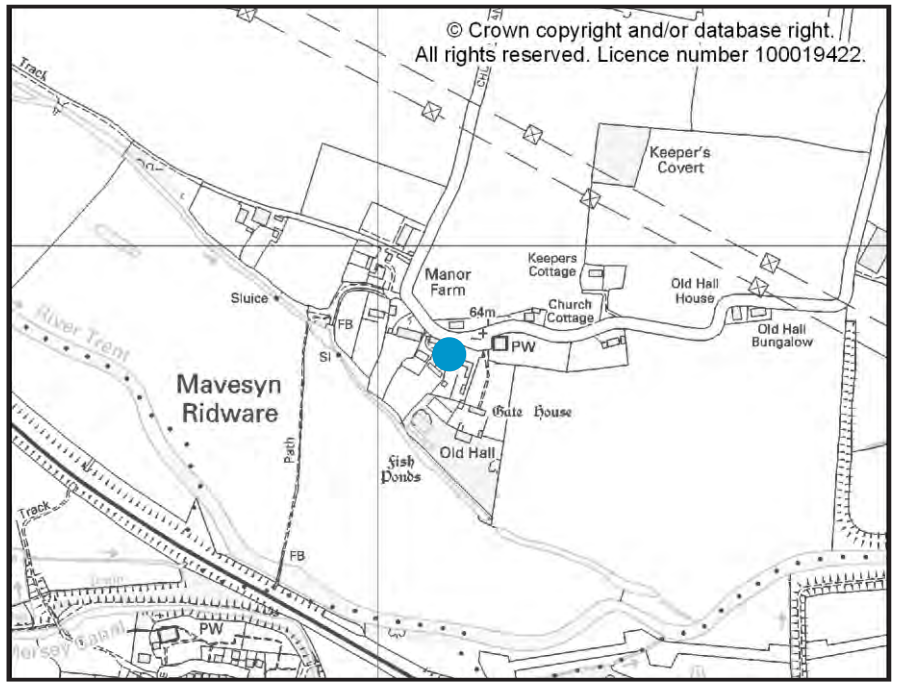 © Crown copyright and/or database right.
All rights reserved. Licence number 100019422.
Track
Keeper's
Covert
Keepers
Cottage
Manor
Farm
Old Hall
House
Sluice
64m
Church
Cottage
FB
PW
Old Hall
Bungalow
River Trent
Sl
Mavesyn
Ridware
Gate House
Path
Old Hall
Fish
Ponds
Track
FB
PW
Mersey Canal